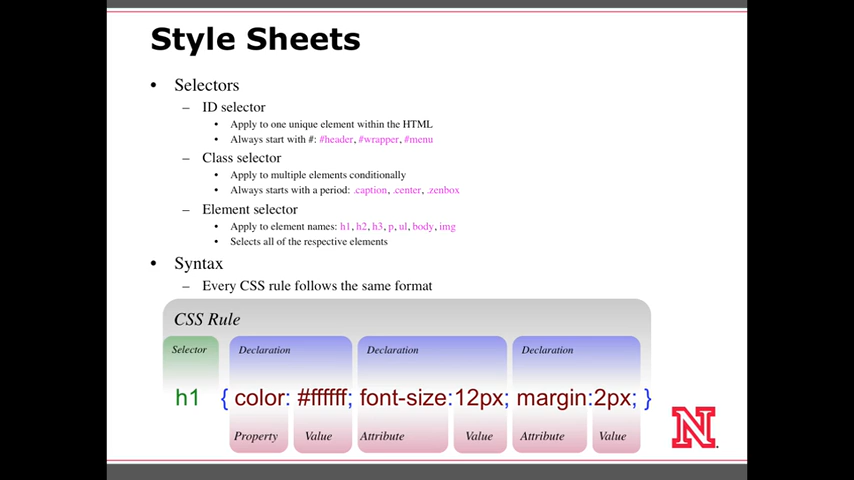 Style Sheets
• Selectors
– ID selector
• Apply to one unique element within the HTML
• Always start with #: #header, #wrapper, #menu
– Class selector
• Apply to multiple elements conditionally
• Always starts with a period: .caption, .center, .zenbox
– Element selector
• Apply to element names: h1, h2, h3, p, ul, body, img
• Selects all of the respective elements
• Syntax
– Every CSS rule follows the same format
CSS Rule
Selector Declaration Declaration Declaration
h1 { color: #ffffff; font-size:12px; margin:2px; }
Property Value Attribute Value Attribute Value
N